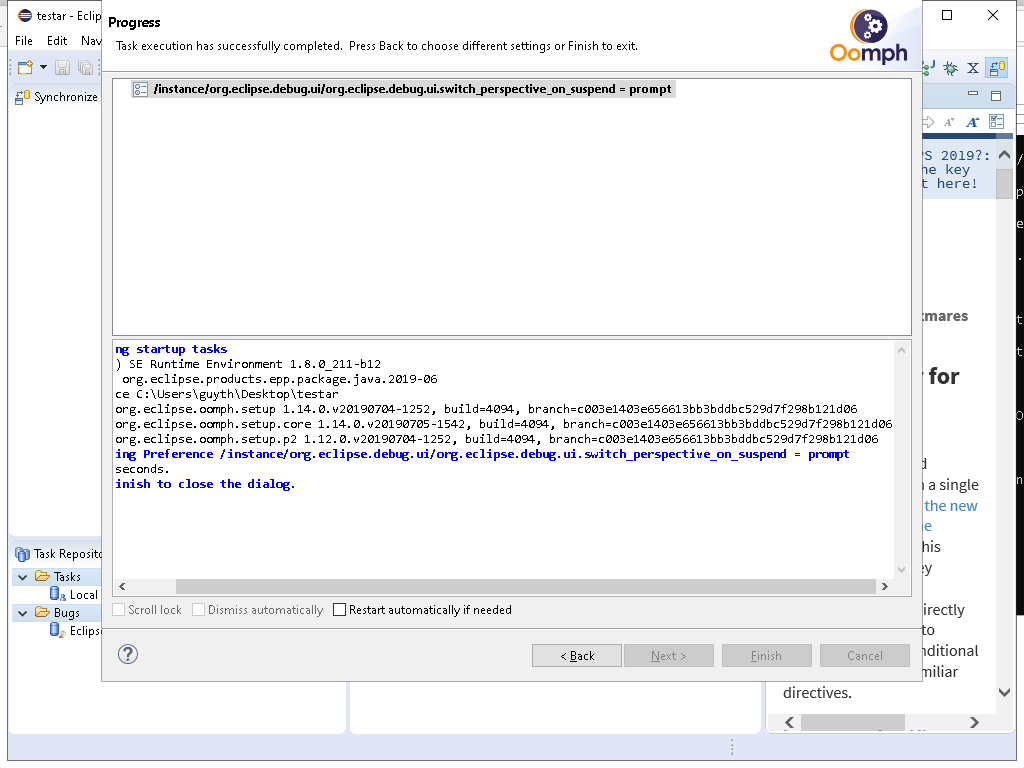 testar - Eclip
File Edit Nav
Synchronize
Progress
Task execution has successfully completed. Press Back to choose different settings or Finish to exit.
Oomph
/instance/org.eclipse.debug.ui/org.eclipse.debug.ui.switch_perspective_on_suspend = prompt
ng startup tasks
) SE Runtime Environment 1.8.0_211-b12
org.eclipse.products.epp.package.java.2019-06
ce C:\Users\guyth\Desktop\testar
org.eclipse.oomph.setup 1.14.0.v20190704-1252, build=4094, branch=c003e1403e656613bb3bddbc529d7f298b121d06
org.eclipse.oomph.setup.core 1.14.0.v20190705-1542, build=4094, branch=c003e1403e656613bb3bddbc529d7f298b121d06
org.eclipse.oomph.setup.p2 1.12.0.v20190704-1252, build=4094, branch=c003e1403e656613bb3bddbc529d7f298b121d06
ing Preference /instance/org.eclipse.debug.ui/org.eclipse.debug.ui.switch_perspective_on_suspend = prompt
seconds.
inish to close the dialog.
Scroll lock Dismiss automatically Restart automatically if needed
< Back Next > Finish Cancel
Task Reposito
Tasks
Local
Bugs
Eclips
PS 2019?:
he key
t here!
tmares
for
d
a single
the new
e
his
ey
irectly
to
nditional
miliar
directives.